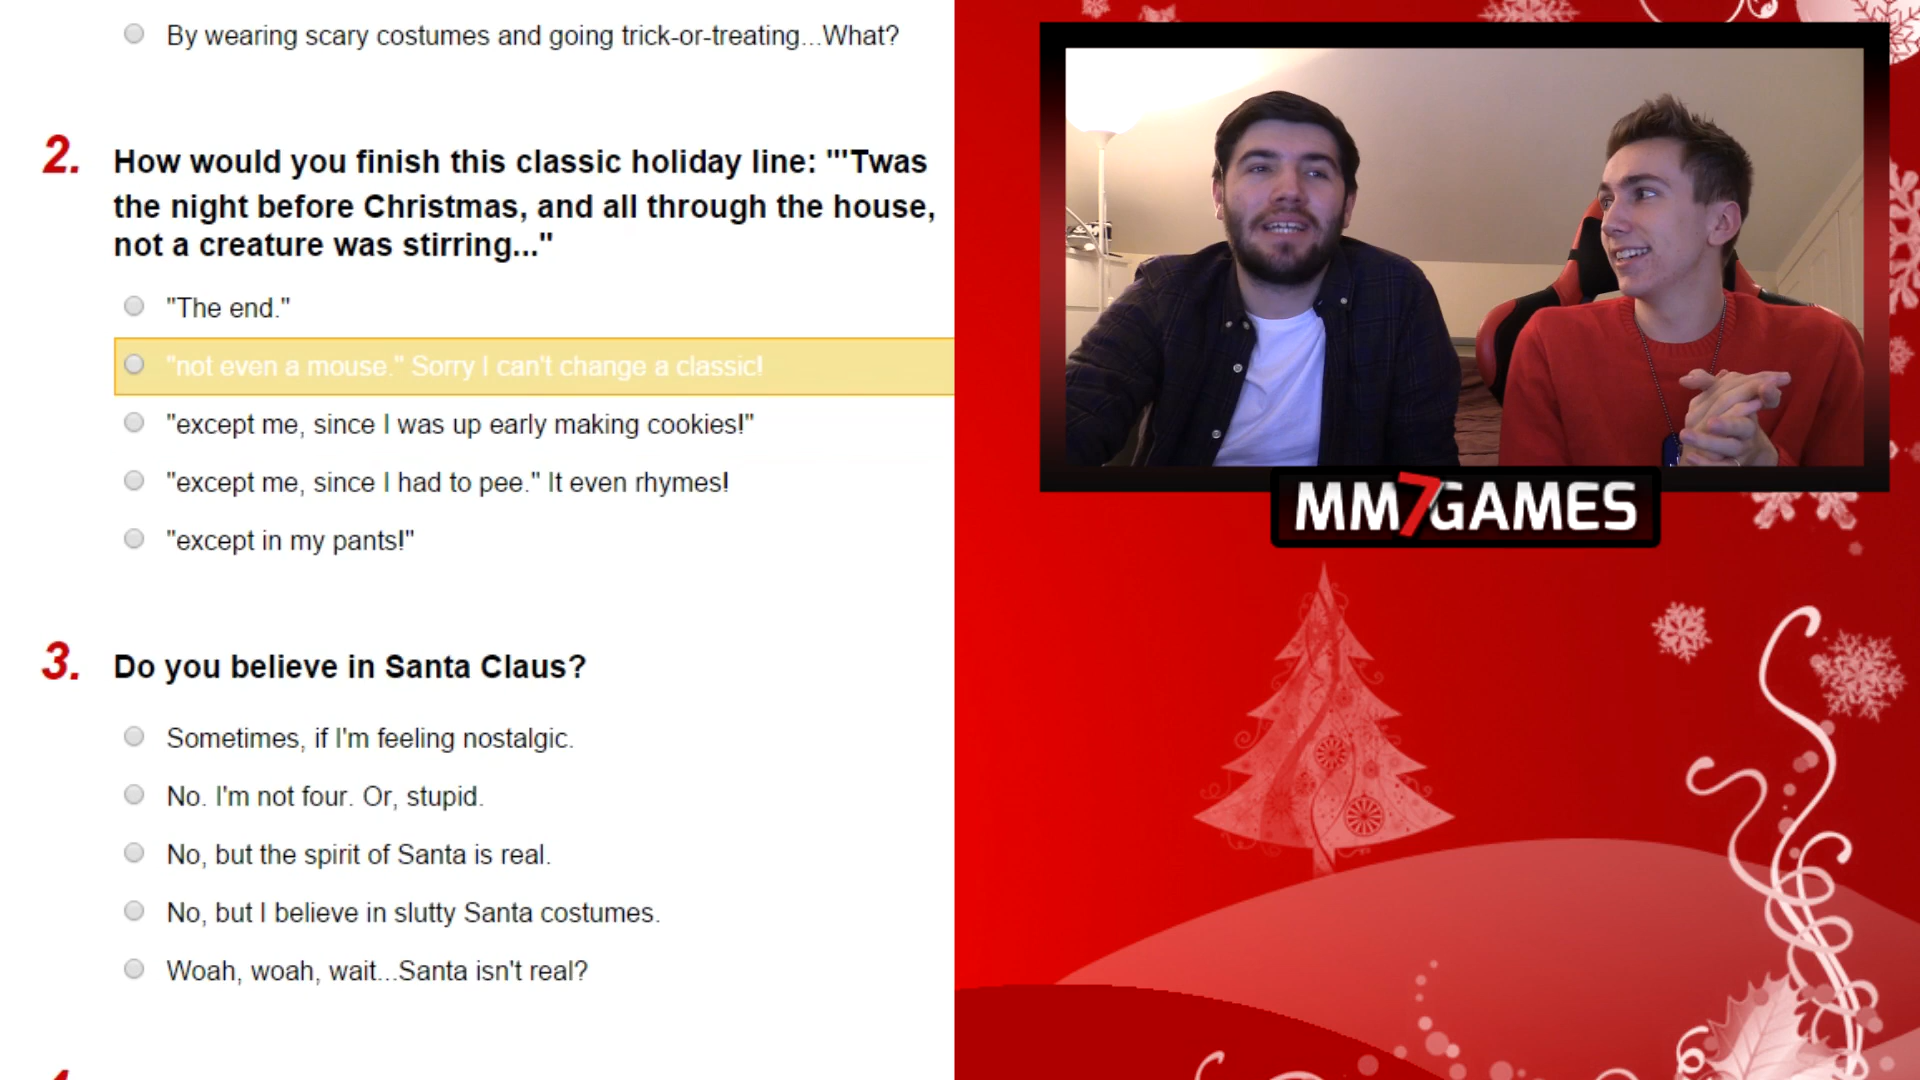 By wearing scary costumes and going trick-or-treating...What?
2.
How would you finish this classic holiday line: "'Twas
the night before Christmas, and all through the house,
not a creature was stirring..."
"The end."
"not even a mouse." Sorry I can't change a classic!
"except me, since I was up early making cookies!"
"except me, since I had to pee." It even rhymes!
"except in my pants!"
3.
Do you believe in Santa Claus?
Sometimes, if I'm feeling nostalgic.
No. I'm not four. Or, stupid.
No, but the spirit of Santa is real.
No, but I believe in slutty Santa costumes.
Woah, woah, wait...Santa isn't real?
MM7GAMES